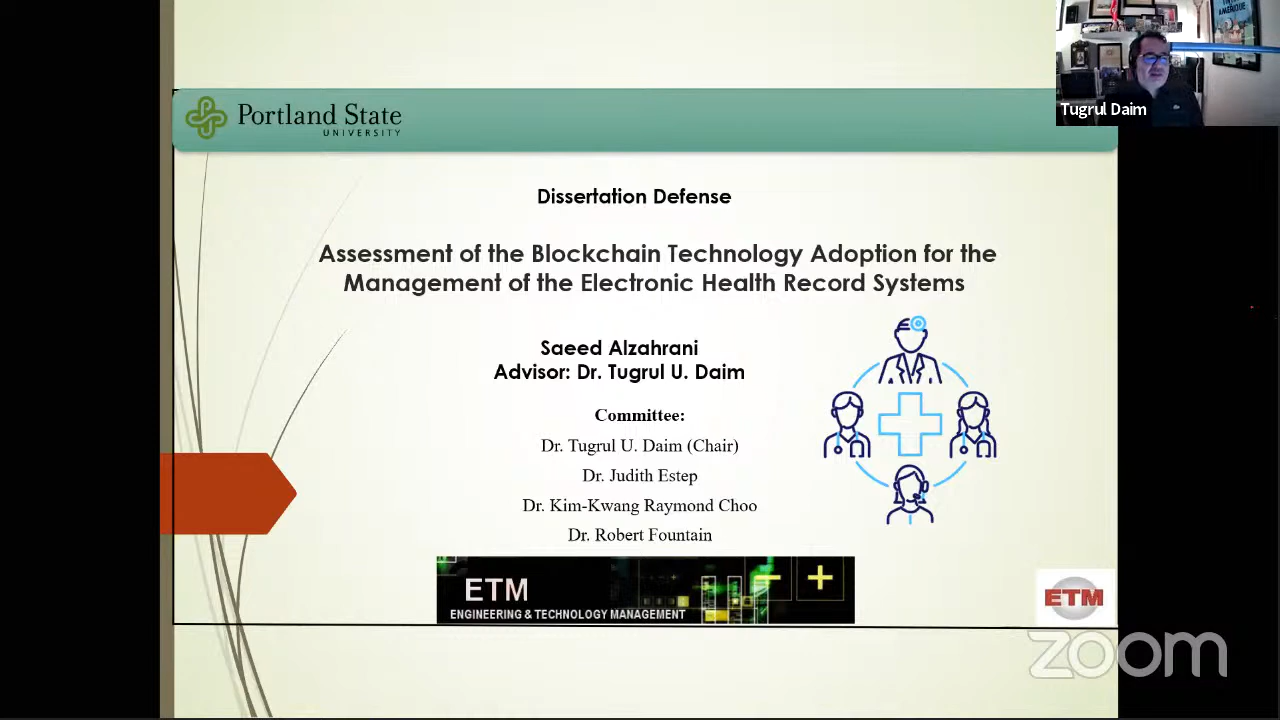 Portland State
UNIVERSITY
Tugrul Daim
Dissertation Defense
Assessment of the Blockchain Technology Adoption for the
Management of the Electronic Health Record Systems
Saeed Alzahrani
Advisor: Dr. Tugrul U. Daim
Committee:
Dr. Tugrul U. Daim (Chair)
Dr. Judith Estep
Dr. Kim-Kwang Raymond Choo
Dr. Robert Fountain
ETM
ENGINEERING & TECHNOLOGY MANAGEMENT
ETM
zoom